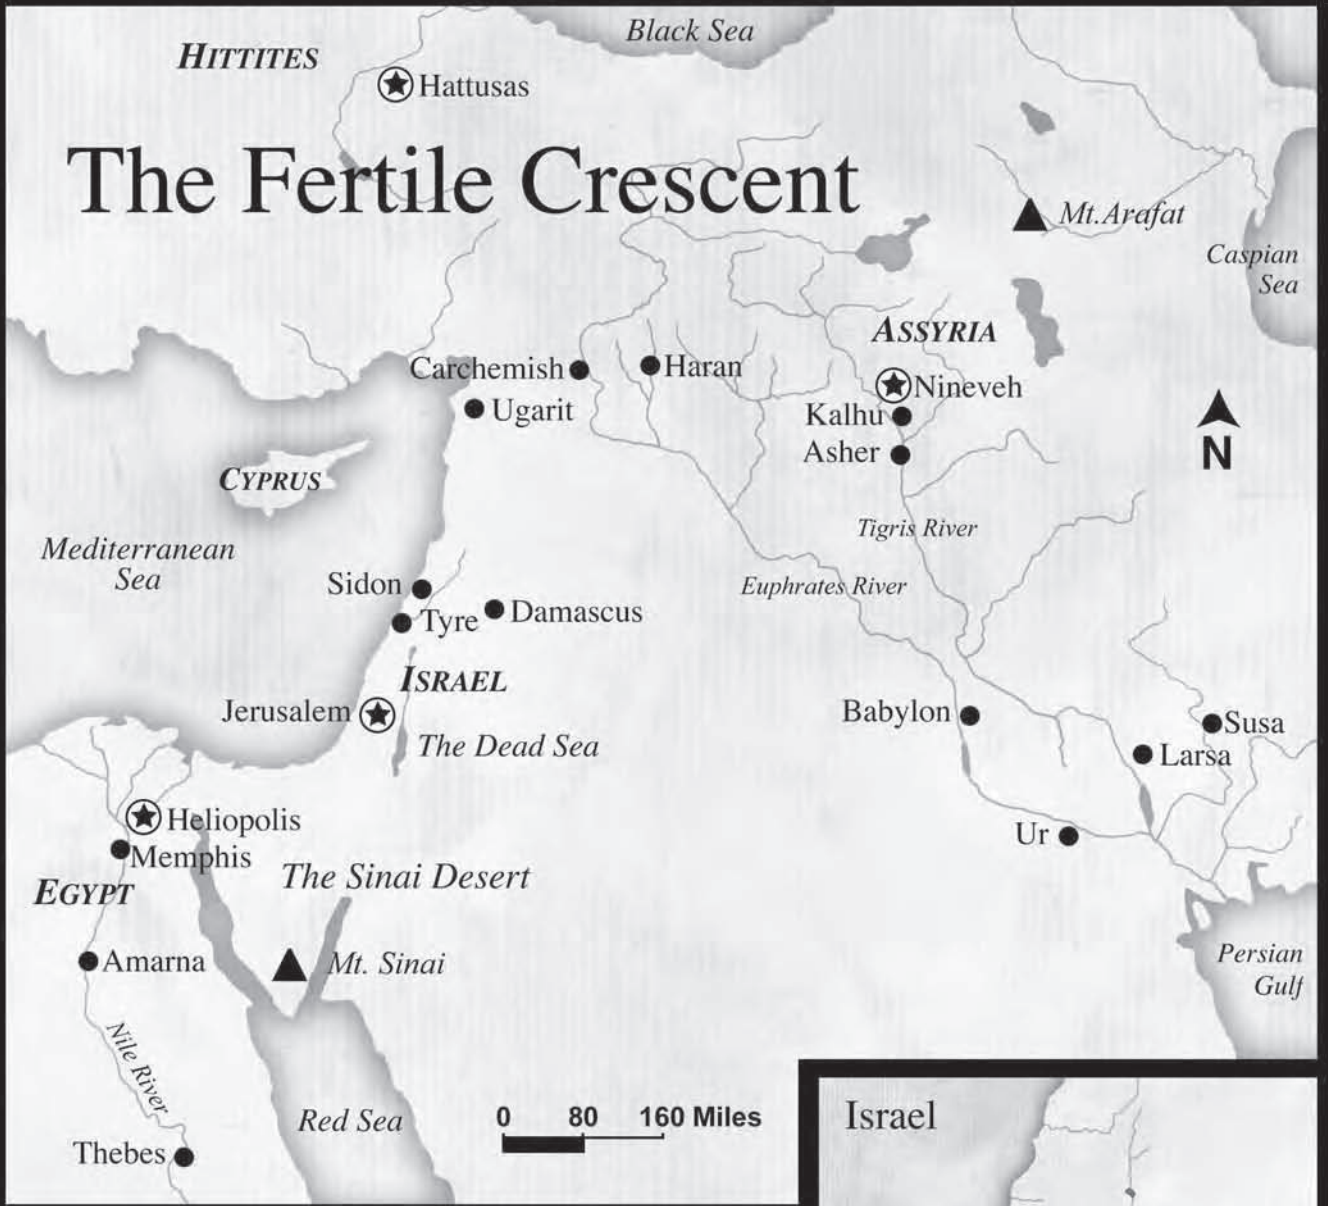 Black Sea
HITTITES
Hattusas
The Fertile Crescent
Mt.Arafat
Caspian
Sea
ASSYRIA
Carchemish
Haran
Nineveh
Ugarit
Kalhu
Asher
N
CYPRUS
Tigris River
Mediterranean
Sea
Euphrates River
Sidon
Tyre
Damascus
ISRAEL
Jerusalem
Babylon
Susa
The Dead Sea
Larsa
Heliopolis
Ur
Memphis
The Sinai Desert
EGYPT
Amarna
Mt. Sinai
Persian
Gulf
Nile River
Red Sea
0 80 160 Miles
Israel
Thebes